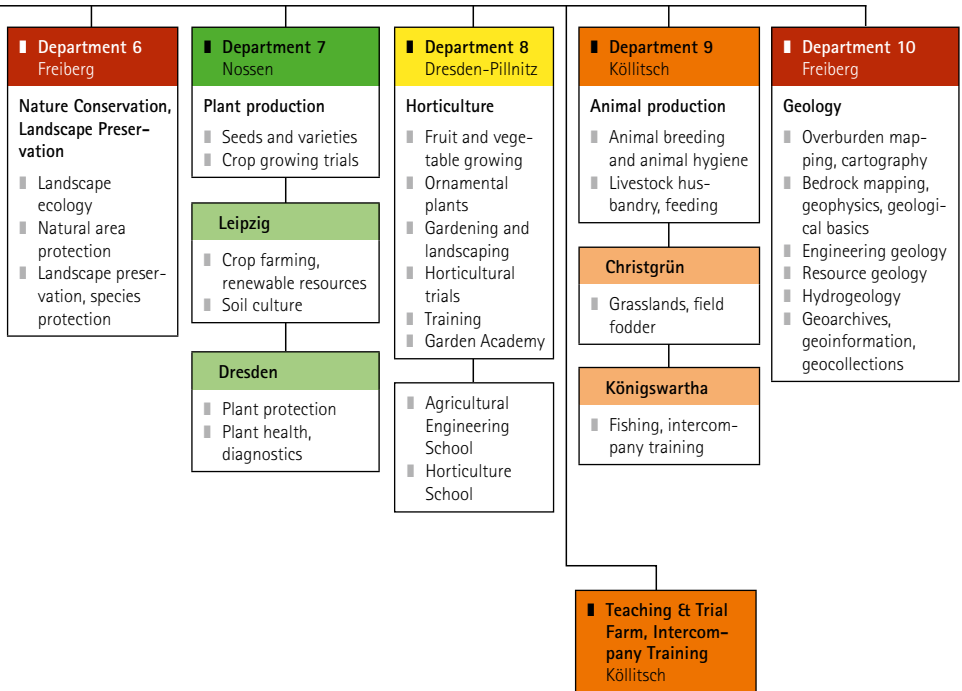 Department 6
Freiberg
Nature Conservation,
Landscape Preser-
vation
Landscape
ecology
Natural area
protection
Landscape preser-
vation, species
protection
Department 7
Nossen
Plant production
Seeds and varieties
Crop growing trials
Leipzig
Crop farming,
renewable resources
Soil culture
Dresden
Plant protection
Plant health,
diagnostics
Department 8
Dresden-Pillnitz
Horticulture
Fruit and vege-
table growing
Ornamental
plants
Gardening and
landscaping
Horticultural
trials
Training
Garden Academy
Agricultural
Engineering
School
Horticulture
School
Department 9
Köllitsch
Animal production
Animal breeding
and animal hygiene
Livestock hus-
bandry, feeding
Christgrün
Grasslands, field
fodder
Königswartha
Fishing, intercom-
pany training
Department 10
Freiberg
Geology
Overburden map-
ping, cartography
Bedrock mapping,
geophysics, geologi-
cal basics
Engineering geology
Resource geology
Hydrogeology
Geoarchives,
geoinformation,
geocollections
Teaching & Trial
Farm, Intercom-
pany Training
Köllitsch